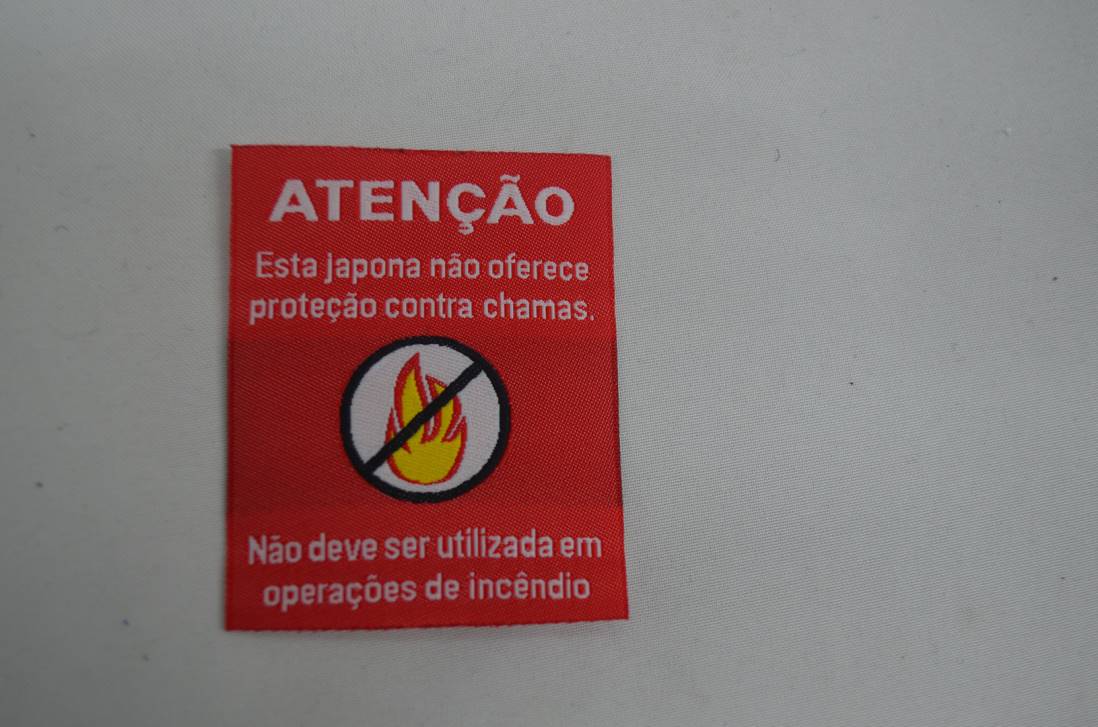 ATENÇÃO
Esta japona não oferece
proteção contra chamas.
Não deve ser utilizada em
operações de incêndio